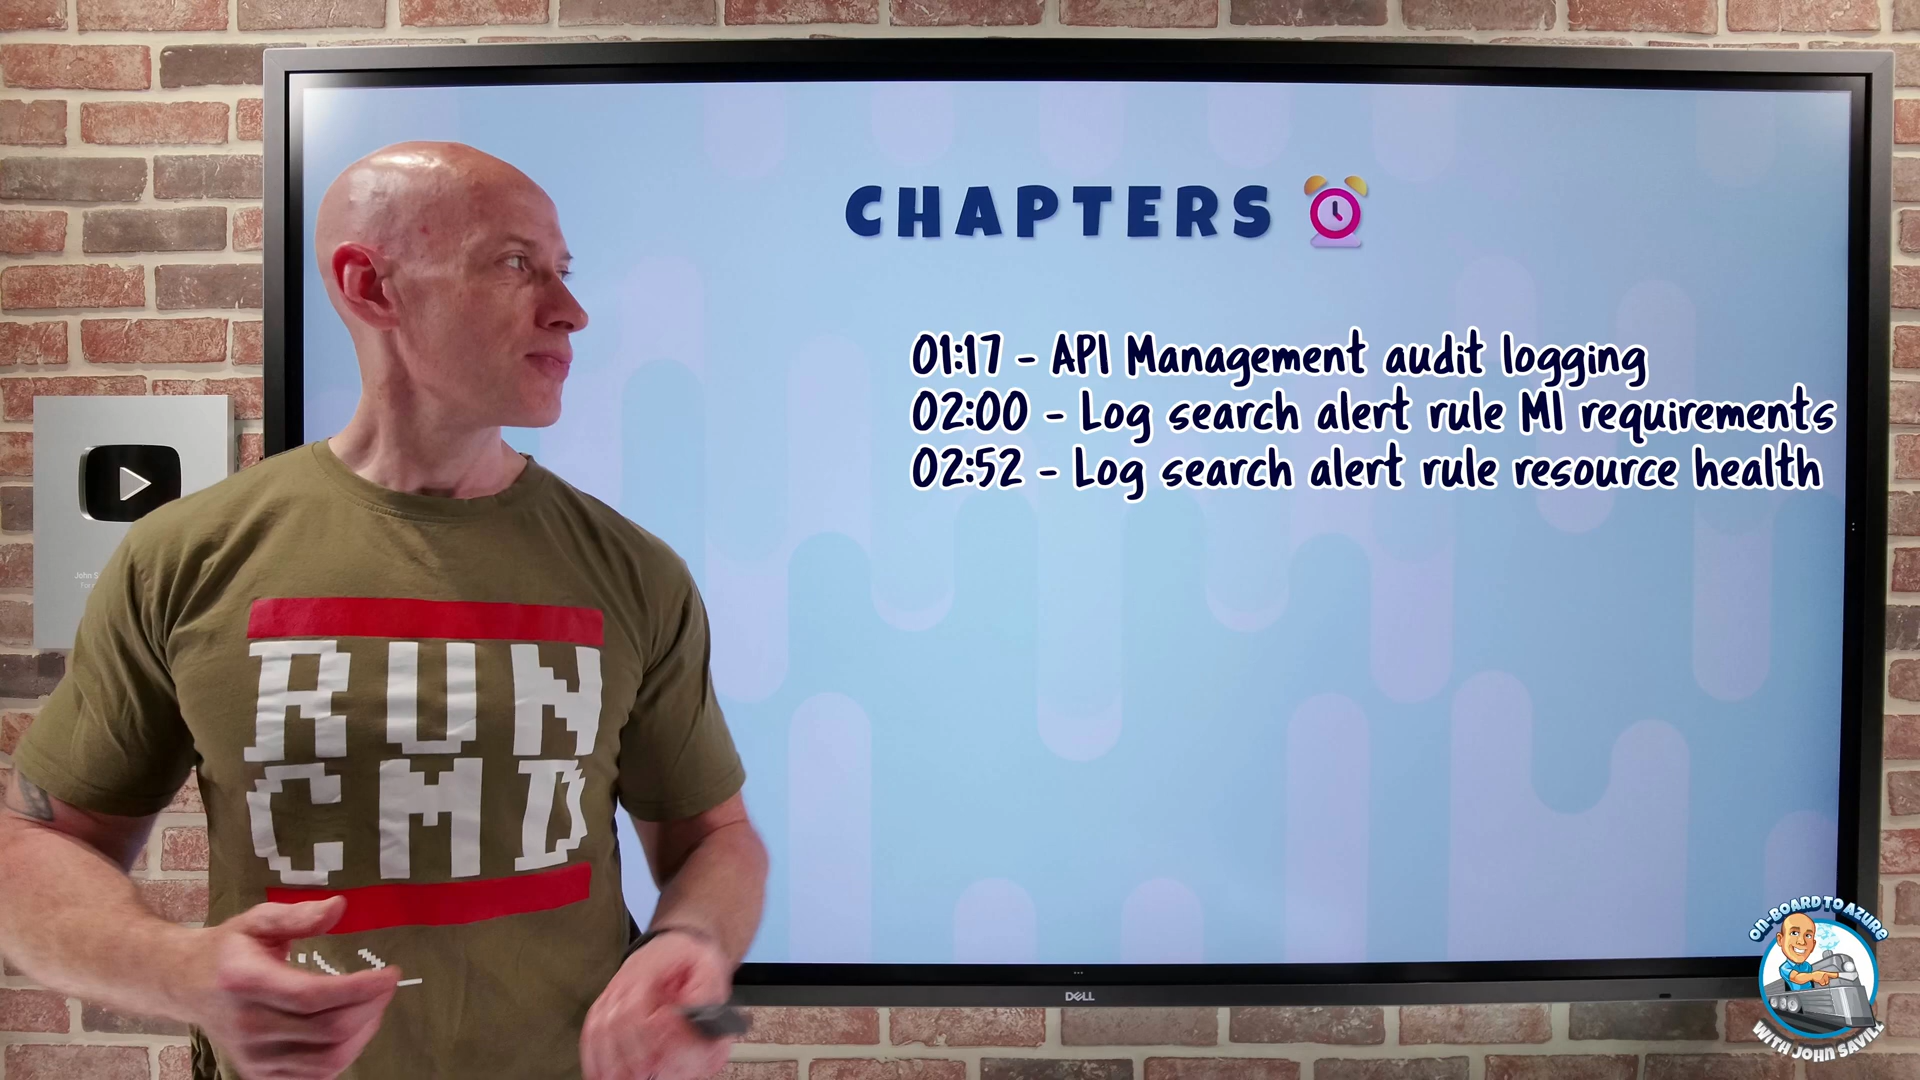 CHAPTERS
01:17 - API Management audit logging
02:00 - Log search alert rule MI requirements
02:52 - Log search alert rule resource health
John S
RUN
CMD
C:\>_
DELL
ON-BOARD TO AZURE
WITH JOHN SAVILL